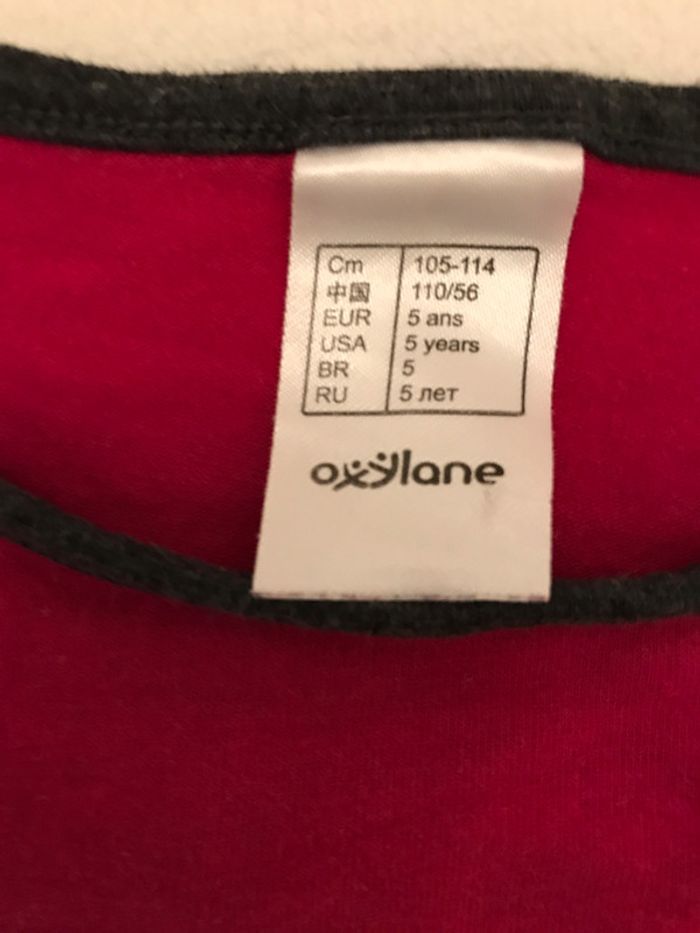 Cm 105-114
中国 110/56
EUR 5 ans
USA 5 years
BR 5
RU 5 лет
oxylane